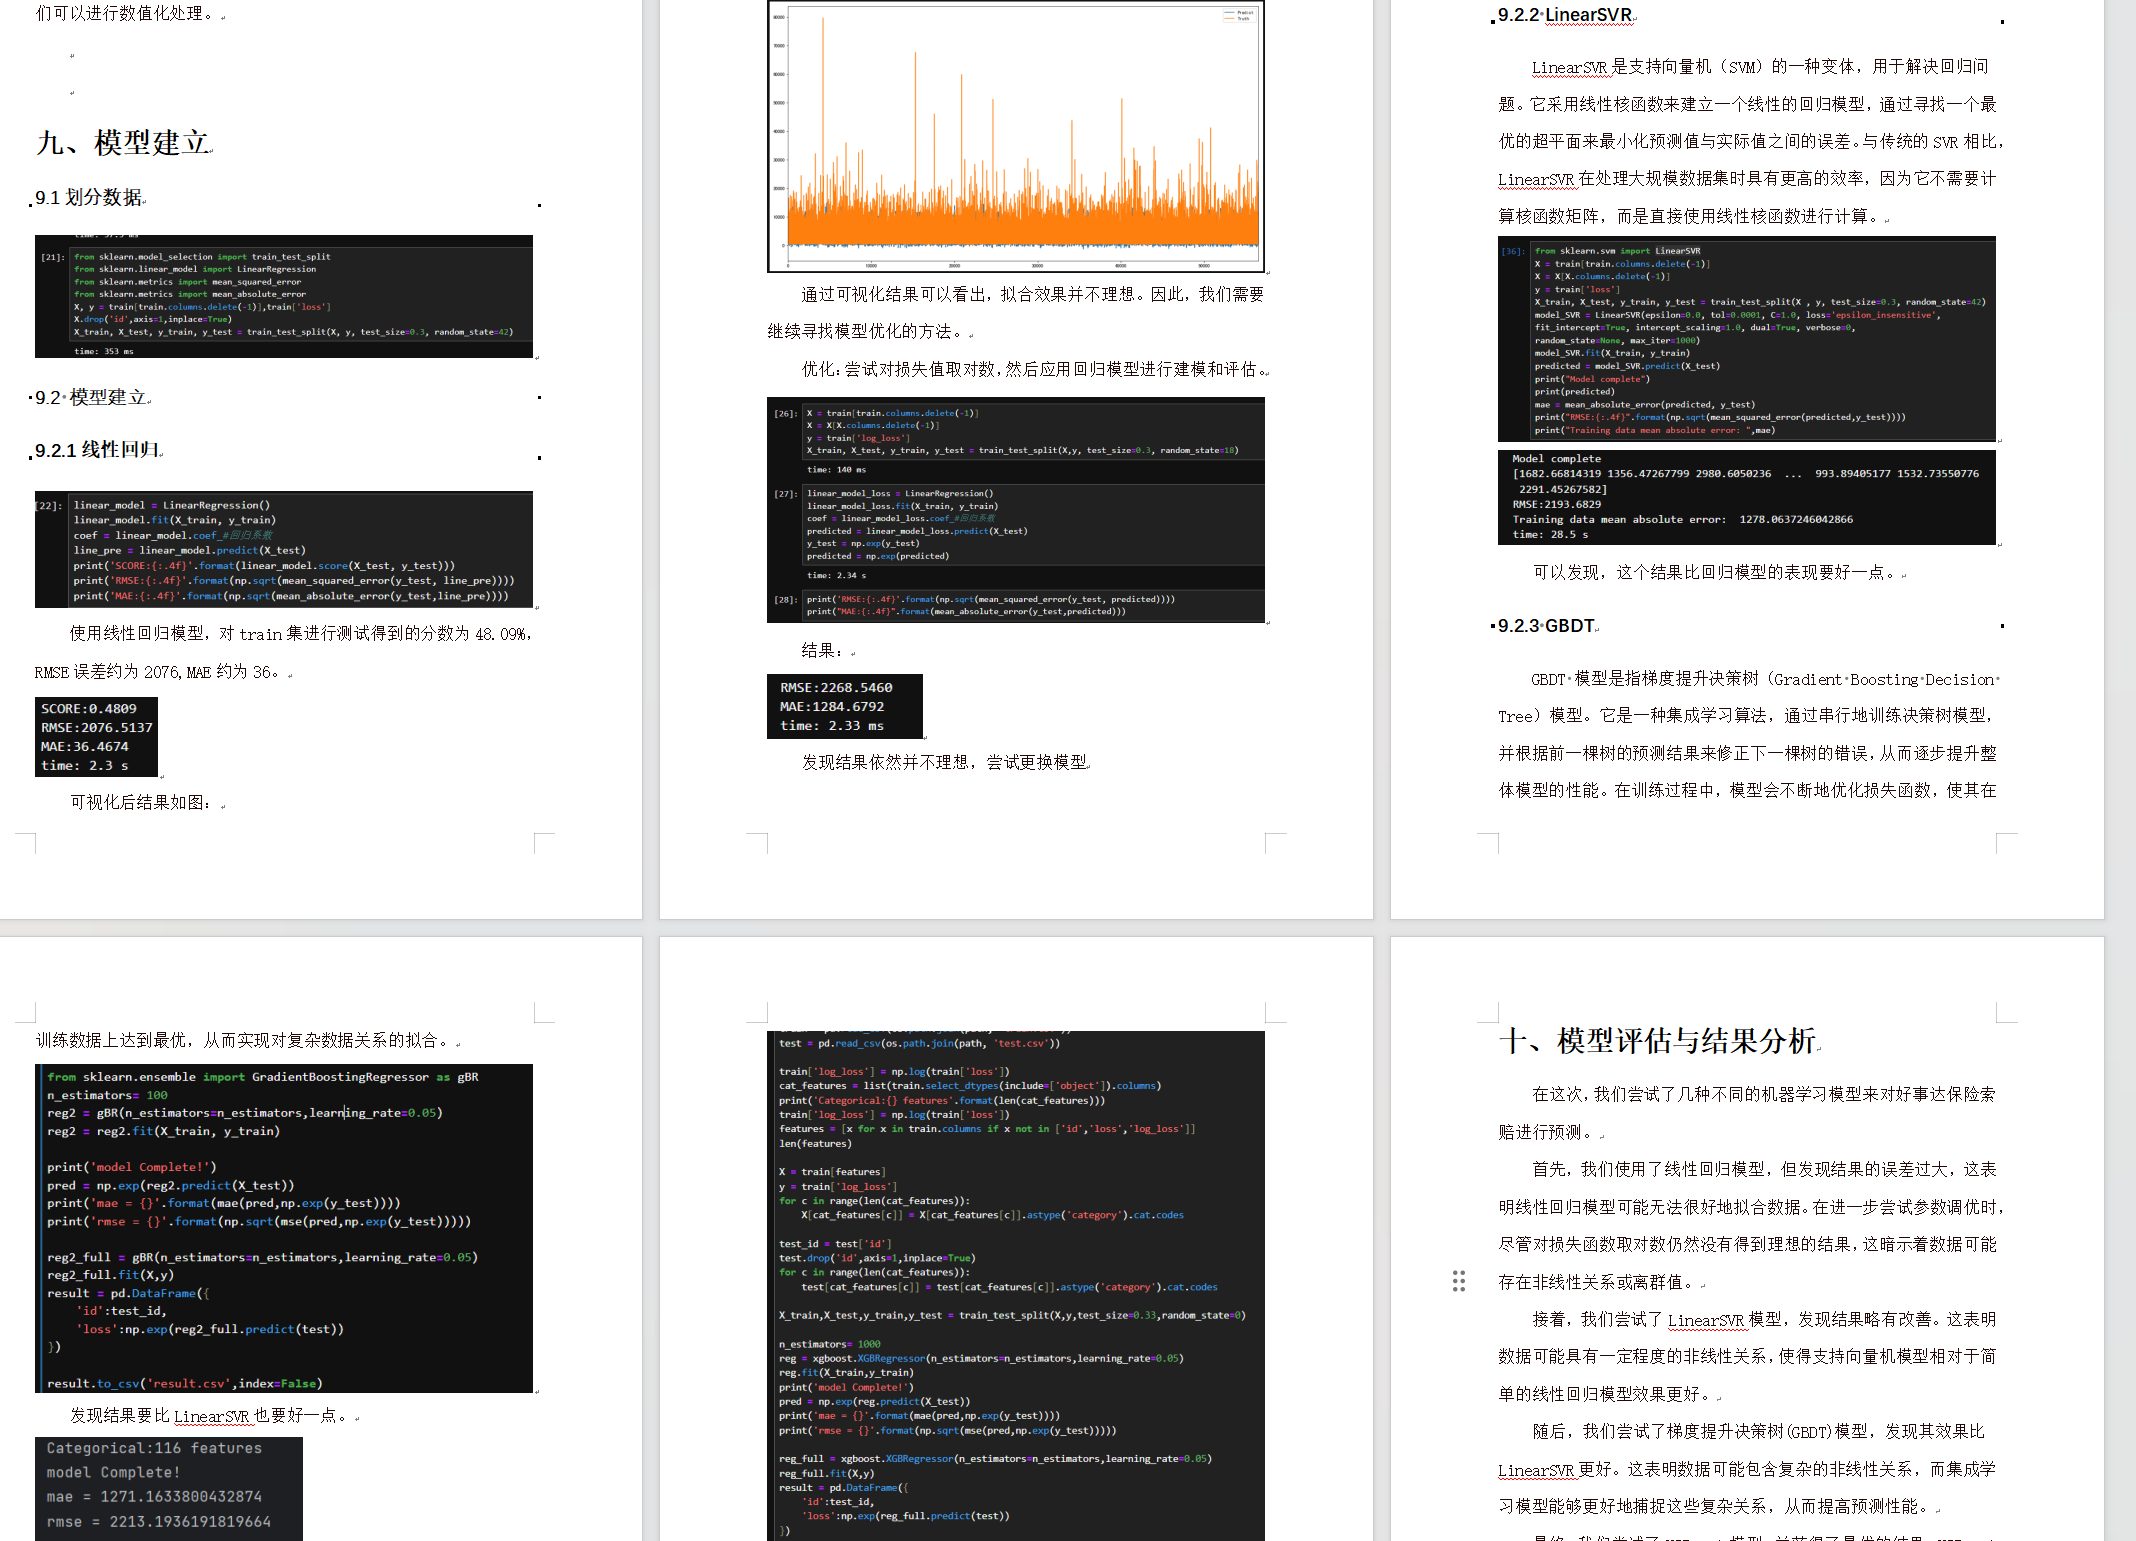 们可以进行数值化处理。
九、模型建立
9.1 划分数据
[21]: from sklearn.model_selection import train_test_split
from sklearn.linear_model import LinearRegression
from sklearn.metrics import mean_squared_error
from sklearn.metrics import mean_absolute_error
X, y = train[train.columns.delete(-1)],train['loss']
X.drop('id',axis=1,inplace=True)
X_train, X_test, y_train, y_test = train_test_split(X, y, test_size=0.3, random_state=42)
time: 353 ms
9.2 模型建立
9.2.1 线性回归
[22]: linear_model = LinearRegression()
linear_model.fit(X_train, y_train)
coef = linear_model.coef_#回归系数
line_pre = linear_model.predict(X_test)
print('SCORE:{:.4f}'.format(linear_model.score(X_test, y_test)))
print('RMSE:{:.4f}'.format(np.sqrt(mean_squared_error(y_test, line_pre))))
print('MAE:{:.4f}'.format(np.sqrt(mean_absolute_error(y_test,line_pre))))
使用线性回归模型，对 train 集进行测试得到的分数为 48.09%，
RMSE 误差约为 2076,MAE 约为 36。
SCORE:0.4809
RMSE:2076.5137
MAE:36.4674
time: 2.3 s
可视化后结果如图：
Predict
Truth
通过可视化结果可以看出，拟合效果并不理想。因此，我们需要
继续寻找模型优化的方法。
优化：尝试对损失值取对数，然后应用回归模型进行建模和评估。
[26]: X = train[train.columns.delete(-1)]
X = X[X.columns.delete(-1)]
y = train['log_loss']
X_train, X_test, y_train, y_test = train_test_split(X,y, test_size=0.3, random_state=18)
time: 140 ms
[27]: linear_model_loss = LinearRegression()
linear_model_loss.fit(X_train, y_train)
coef = linear_model_loss.coef_#回归系数
predicted = linear_model_loss.predict(X_test)
y_test = np.exp(y_test)
predicted = np.exp(predicted)
time: 2.34 s
[28]: print('RMSE:{:.4f}'.format(np.sqrt(mean_squared_error(y_test, predicted))))
print("MAE:{:.4f}".format(mean_absolute_error(y_test,predicted)))
结果：
RMSE:2268.5460
MAE:1284.6792
time: 2.33 ms
发现结果依然并不理想，尝试更换模型
9.2.2 LinearSVR
LinearSVR 是支持向量机（SVM）的一种变体，用于解决回归问
题。它采用线性核函数来建立一个线性的回归模型，通过寻找一个最
优的超平面来最小化预测值与实际值之间的误差。与传统的 SVR 相比，
LinearSVR 在处理大规模数据集时具有更高的效率，因为它不需要计
算核函数矩阵，而是直接使用线性核函数进行计算。
[36]: from sklearn.svm import LinearSVR
X = train[train.columns.delete(-1)]
X = X[X.columns.delete(-1)]
y = train['loss']
X_train, X_test, y_train, y_test = train_test_split(X , y, test_size=0.3, random_state=42)
model_SVR = LinearSVR(epsilon=0.0, tol=0.0001, C=1.0, loss='epsilon_insensitive',
fit_intercept=True, intercept_scaling=1.0, dual=True, verbose=0,
random_state=None, max_iter=1000)
model_SVR.fit(X_train, y_train)
predicted = model_SVR.predict(X_test)
print("Model complete")
print(predicted)
mae = mean_absolute_error(predicted, y_test)
print("RMSE:{:.4f}".format(np.sqrt(mean_squared_error(predicted,y_test))))
print("Training data mean absolute error: ",mae)
Model complete
[1682.66814319 1356.47267799 2980.6050236 ... 993.89405177 1532.73550776
2291.45267582]
RMSE:2193.6829
Training data mean absolute error: 1278.0637246042866
time: 28.5 s
可以发现，这个结果比回归模型的表现要好一点。
9.2.3 GBDT
GBDT 模型是指梯度提升决策树（Gradient Boosting Decision
Tree）模型。它是一种集成学习算法，通过串行地训练决策树模型，
并根据前一棵树的预测结果来修正下一棵树的错误，从而逐步提升整
体模型的性能。在训练过程中，模型会不断地优化损失函数，使其在
训练数据上达到最优，从而实现对复杂数据关系的拟合。
from sklearn.ensemble import GradientBoostingRegressor as gBR
n_estimators= 100
reg2 = gBR(n_estimators=n_estimators,learning_rate=0.05)
reg2 = reg2.fit(X_train, y_train)
print('model Complete!')
pred = np.exp(reg2.predict(X_test))
print('mae = {}'.format(mae(pred,np.exp(y_test))))
print('rmse = {}'.format(np.sqrt(mse(pred,np.exp(y_test)))))
reg2_full = gBR(n_estimators=n_estimators,learning_rate=0.05)
reg2_full.fit(X,y)
result = pd.DataFrame({
'id':test_id,
'loss':np.exp(reg2_full.predict(test))
})
result.to_csv('result.csv',index=False)
发现结果要比 LinearSVR 也要好一点。
Categorical:116 features
model Complete!
mae = 1271.1633800432874
rmse = 2213.1936191819664
test = pd.read_csv(os.path.join(path, 'test.csv'))
train['log_loss'] = np.log(train['loss'])
cat_features = list(train.select_dtypes(include=['object']).columns)
print('Categorical:{} features'.format(len(cat_features)))
train['log_loss'] = np.log(train['loss'])
features = [x for x in train.columns if x not in ['id','loss','log_loss']]
len(features)
X = train[features]
y = train['log_loss']
for c in range(len(cat_features)):
X[cat_features[c]] = X[cat_features[c]].astype('category').cat.codes
test_id = test['id']
test.drop('id',axis=1,inplace=True)
for c in range(len(cat_features)):
test[cat_features[c]] = test[cat_features[c]].astype('category').cat.codes
X_train,X_test,y_train,y_test = train_test_split(X,y,test_size=0.33,random_state=0)
n_estimators= 1000
reg = xgboost.XGBRegressor(n_estimators=n_estimators,learning_rate=0.05)
reg.fit(X_train,y_train)
print('model Complete!')
pred = np.exp(reg.predict(X_test))
print('mae = {}'.format(mae(pred,np.exp(y_test))))
print('rmse = {}'.format(np.sqrt(mse(pred,np.exp(y_test)))))
reg_full = xgboost.XGBRegressor(n_estimators=n_estimators,learning_rate=0.05)
reg_full.fit(X,y)
result = pd.DataFrame({
'id':test_id,
'loss':np.exp(reg_full.predict(test))
})
十、模型评估与结果分析
在这次，我们尝试了几种不同的机器学习模型来对好事达保险索
赔进行预测。
首先，我们使用了线性回归模型，但发现结果的误差过大，这表
明线性回归模型可能无法很好地拟合数据。在进一步尝试参数调优时，
尽管对损失函数取对数仍然没有得到理想的结果，这暗示着数据可能
存在非线性关系或离群值。
接着，我们尝试了 LinearSVR 模型，发现结果略有改善。这表明
数据可能具有一定程度的非线性关系，使得支持向量机模型相对于简
单的线性回归模型效果更好。
随后，我们尝试了梯度提升决策树(GBDT)模型，发现其效果比
LinearSVR 更好。这表明数据可能包含复杂的非线性关系，而集成学
习模型能够更好地捕捉这些复杂关系，从而提高预测性能。